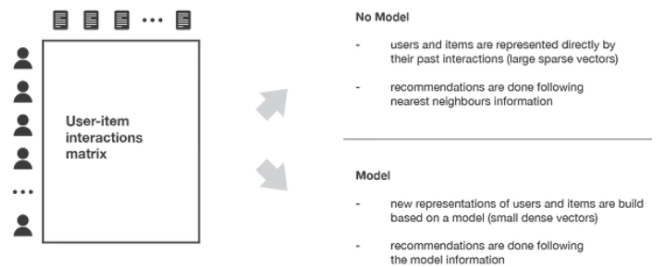 User-item
interactions
matrix
No Model
- users and items are represented directly by
their past interactions (large sparse vectors)
- recommendations are done following
nearest neighbours information
Model
- new representations of users and items are build
based on a model (small dense vectors)
- recommendations are done following
the model information